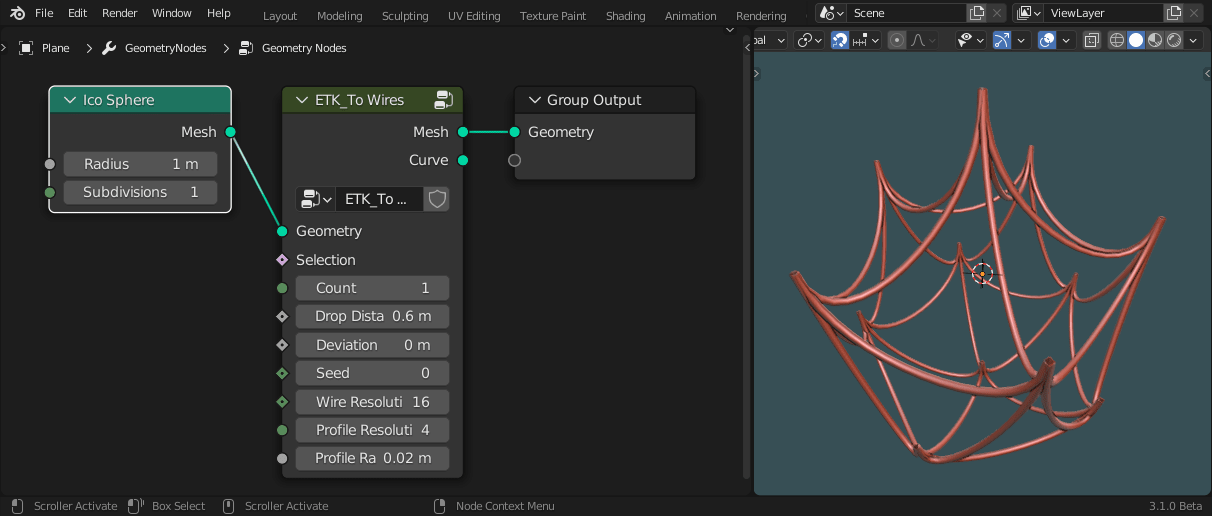 File Edit Render Window Help Layout Modeling Sculpting UV Editing Texture Paint Shading Animation Rendering Scene ViewLayer
Plane GeometryNodes Geometry Nodes
bal
Ico Sphere
Mesh
Radius 1 m
Subdivisions 1
ETK_To Wires
Mesh
Curve
ETK_To ...
Geometry
Selection
Count 1
Drop Dista 0.6 m
Deviation 0 m
Seed 0
Wire Resoluti 16
Profile Resoluti 4
Profile Ra 0.02 m
Group Output
Geometry
Scroller Activate Box Select Scroller Activate Node Context Menu 3.1.0 Beta